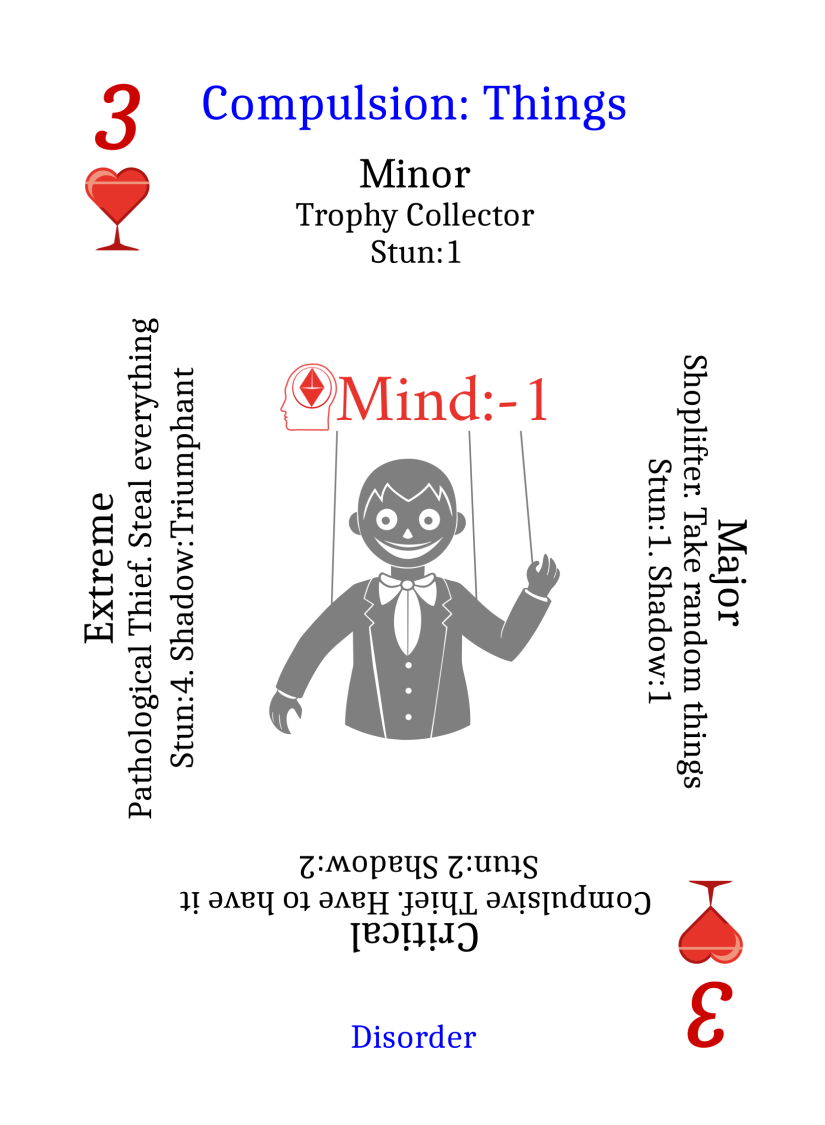 3
Compulsion: Things
Minor
Trophy Collector
Stun:1
Mind:-1
Major
Shoplifter. Take random things
Stun:1. Shadow:1
Critical
Compulsive Thief. Have to have it
Stun:2 Shadow:2
Extreme
Pathological Thief. Steal everything
Stun:4. Shadow:Triumphant
Disorder
3